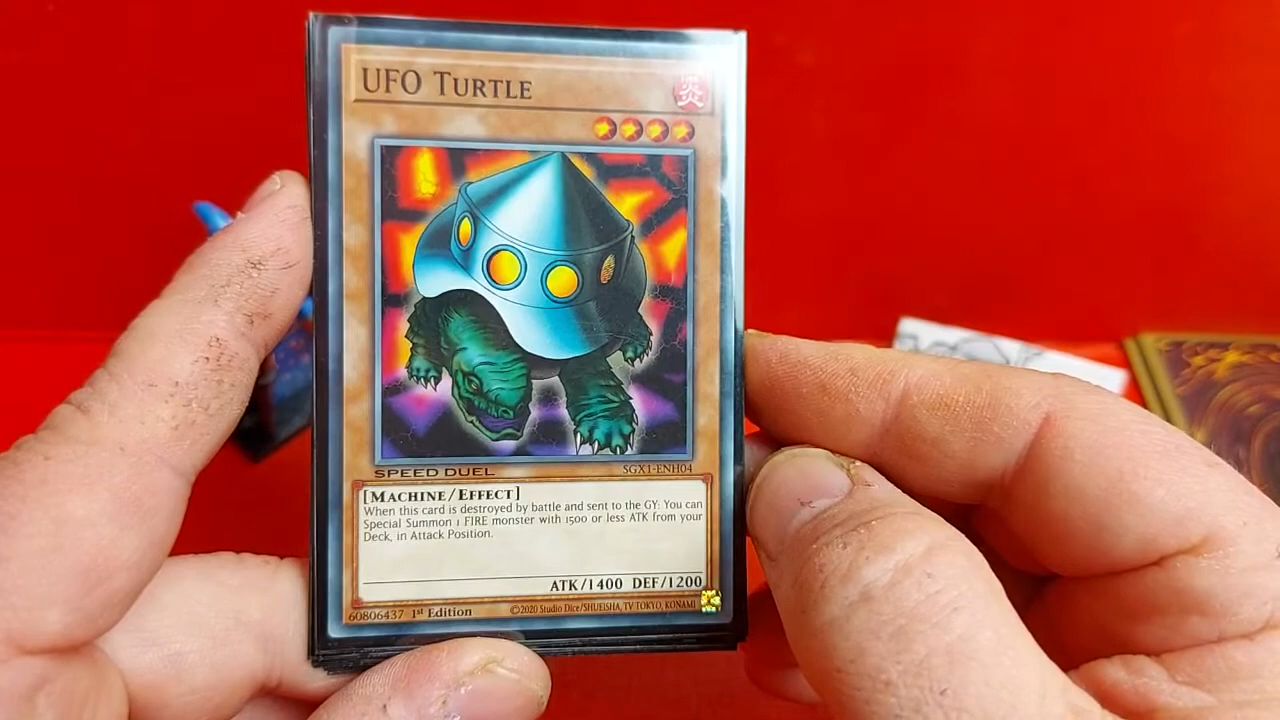 UFO TURTLE
炎
SPEED DUEL
SGX1-ENH04
[MACHINE/EFFECT]
When this card is destroyed by battle and sent to the GY: You can
Special Summon 1 FIRE monster with 1500 or less ATK from your
Deck, in Attack Position.
ATK/1400 DEF/1200
60806437 1st Edition
©2020 Studio Dice/SHUEISHA, TV TOKYO, KONAMI